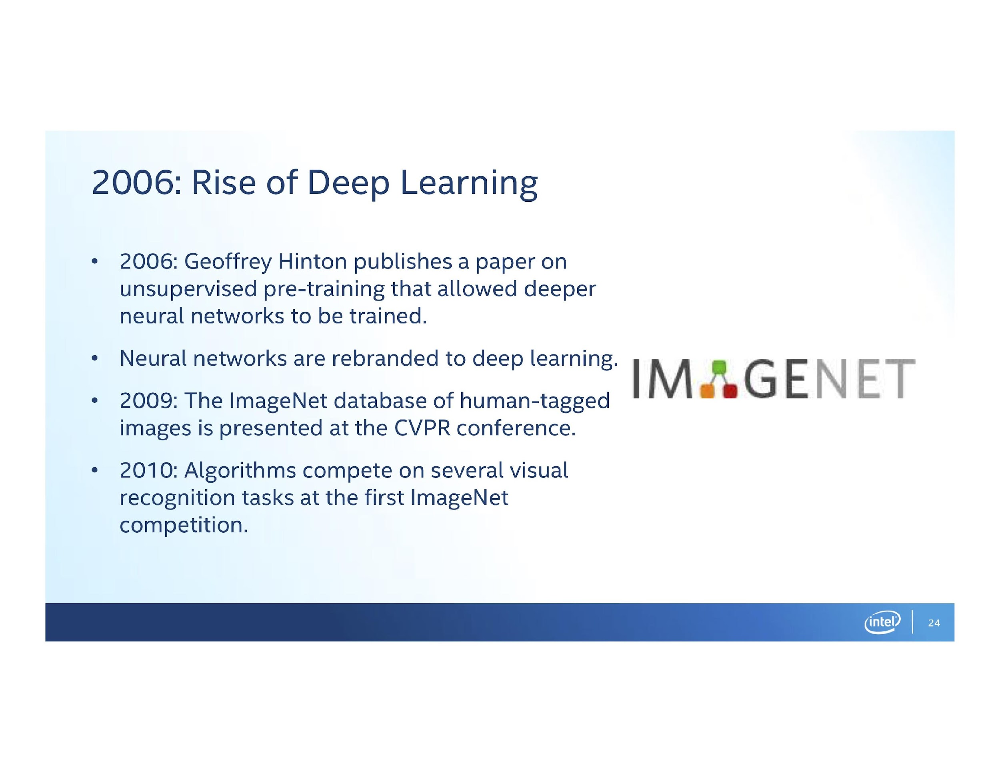 2006: Rise of Deep Learning
• 2006: Geoffrey Hinton publishes a paper on
unsupervised pre-training that allowed deeper
neural networks to be trained.
• Neural networks are rebranded to deep learning.
• 2009: The ImageNet database of human-tagged
images is presented at the CVPR conference.
• 2010: Algorithms compete on several visual
recognition tasks at the first ImageNet
competition.
IMAGENET
intel
24